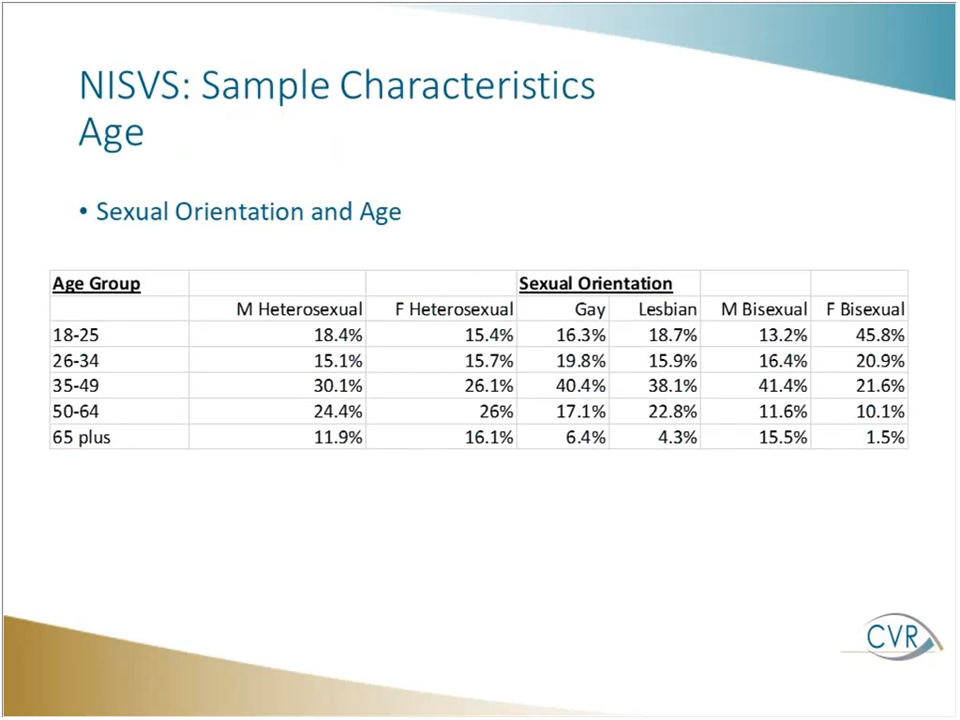 NISVS: Sample Characteristics
Age
• Sexual Orientation and Age
Age Group Sexual Orientation
M Heterosexual F Heterosexual Gay Lesbian M Bisexual F Bisexual
18-25 18.4% 15.4% 16.3% 18.7% 13.2% 45.8%
26-34 15.1% 15.7% 19.8% 15.9% 16.4% 20.9%
35-49 30.1% 26.1% 40.4% 38.1% 41.4% 21.6%
50-64 24.4% 26% 17.1% 22.8% 11.6% 10.1%
65 plus 11.9% 16.1% 6.4% 4.3% 15.5% 1.5%
CVR